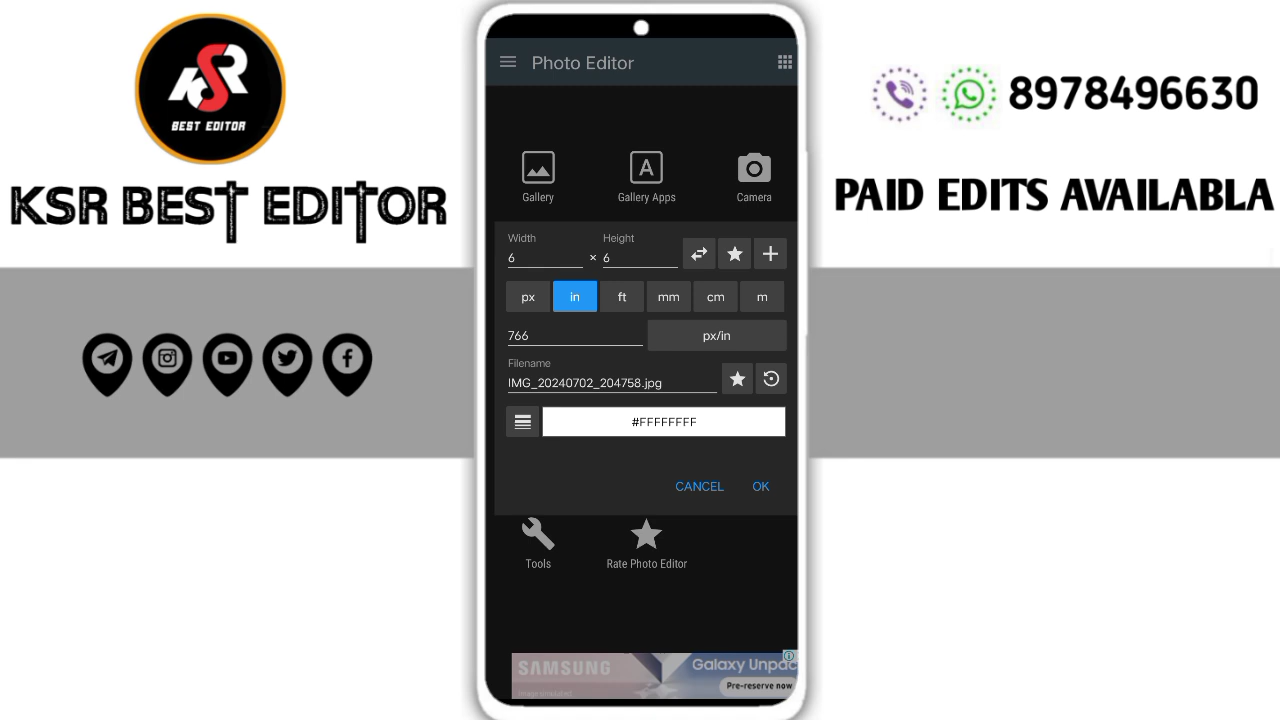 KSR
BEST EDITOR
KSR BEST EDITOR
8978496630
PAID EDITS AVAILABLA
Photo Editor
Gallery
A
Gallery Apps
Camera
Width
Height
6 × 6
px in ft mm cm m
766
px/in
Filename
IMG_20240702_204758.jpg
#FFFFFFFF
CANCEL OK
Tools
Rate Photo Editor
SAMSUNG
Image simulated
Galaxy Unpac
Pre-reserve now